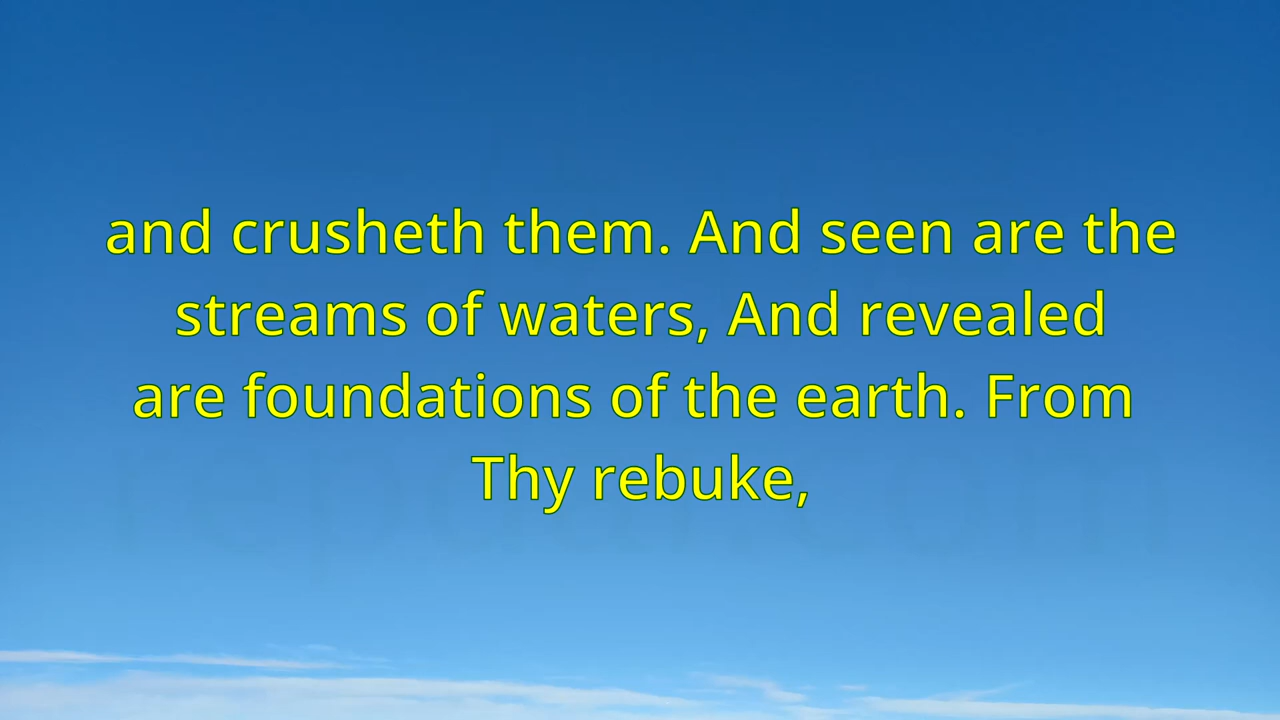 and crusheth them. And seen are the
streams of waters, And revealed
are foundations of the earth. From
Thy rebuke,